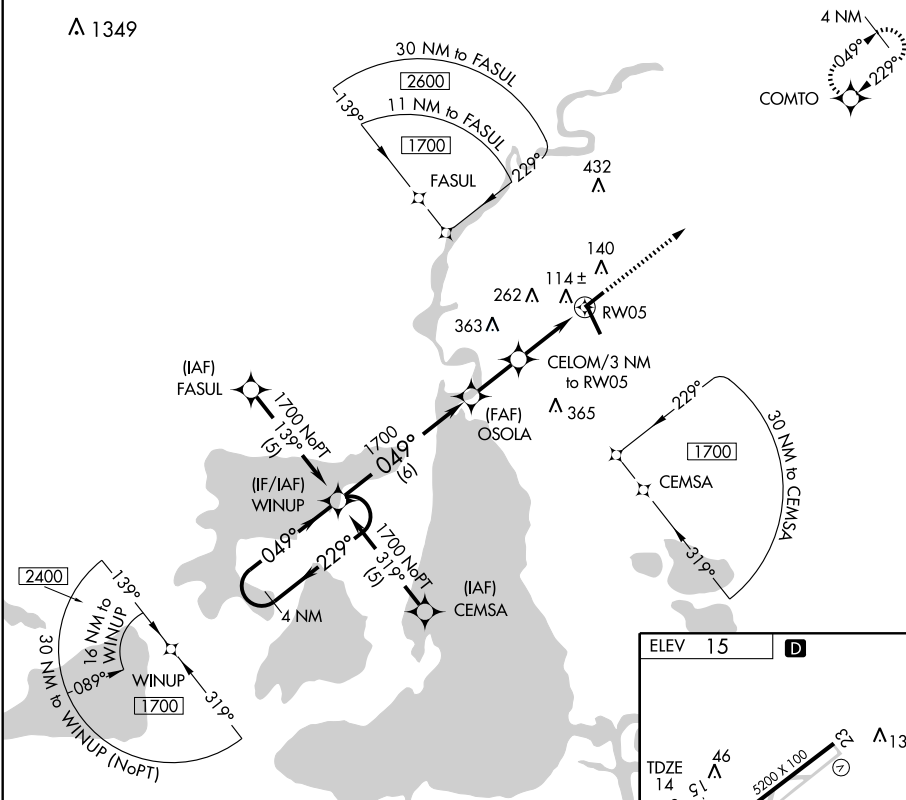 1349
4 NM
049°
229°
COMTO
30 NM to FASUL
2600
139°
11 NM to FASUL
1700
229°
FASUL
432
140
114 ±
262
RW05
363
CELOM/3 NM
to RW05
365
(FAF)
OSOLA
(IAF)
FASUL
1700 NoPT
139°
(5)
1700
049°
(6)
(IF/IAF)
WINUP
049°
229°
4 NM
1700 NoPT
319°
(5)
(IAF)
CEMSA
229°
1700
30 NM to CEMSA
CEMSA
319°
2400
139°
16 NM to
WINUP
089°
WINUP
1700
319°
30 NM to WINUP (NoPT)
ELEV 15
D
TDZE
14
46
15
5200 X 100
23
13
V